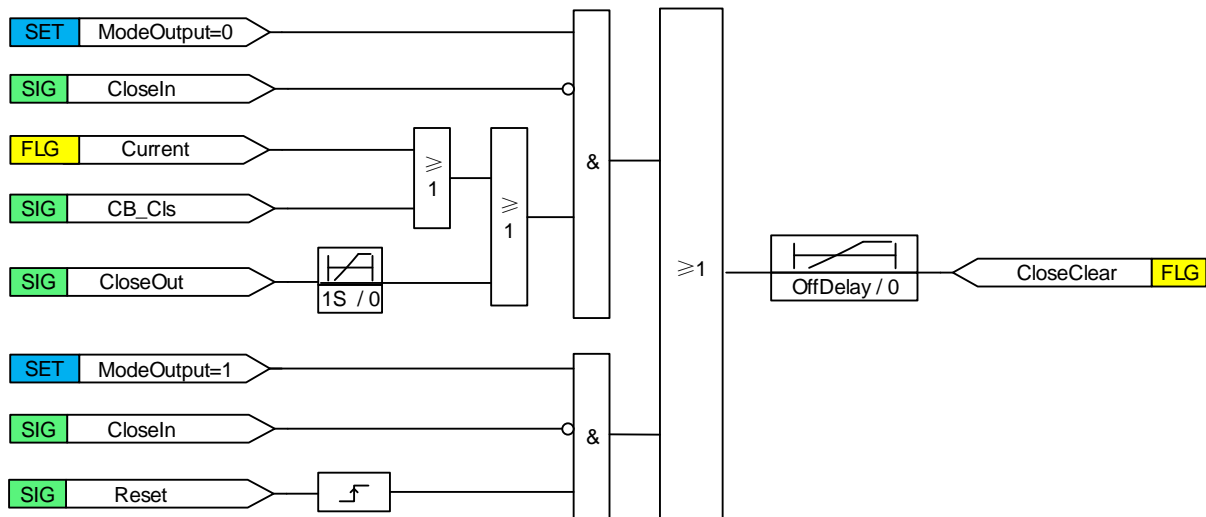 SET ModeOutput=0
SIG CloseIn
FLG Current
SIG CB_Cls
SIG CloseOut
1S / 0
≥
1
≥
1
&
≥1
OffDelay / 0
CloseClear FLG
SET ModeOutput=1
SIG CloseIn
SIG Reset
&